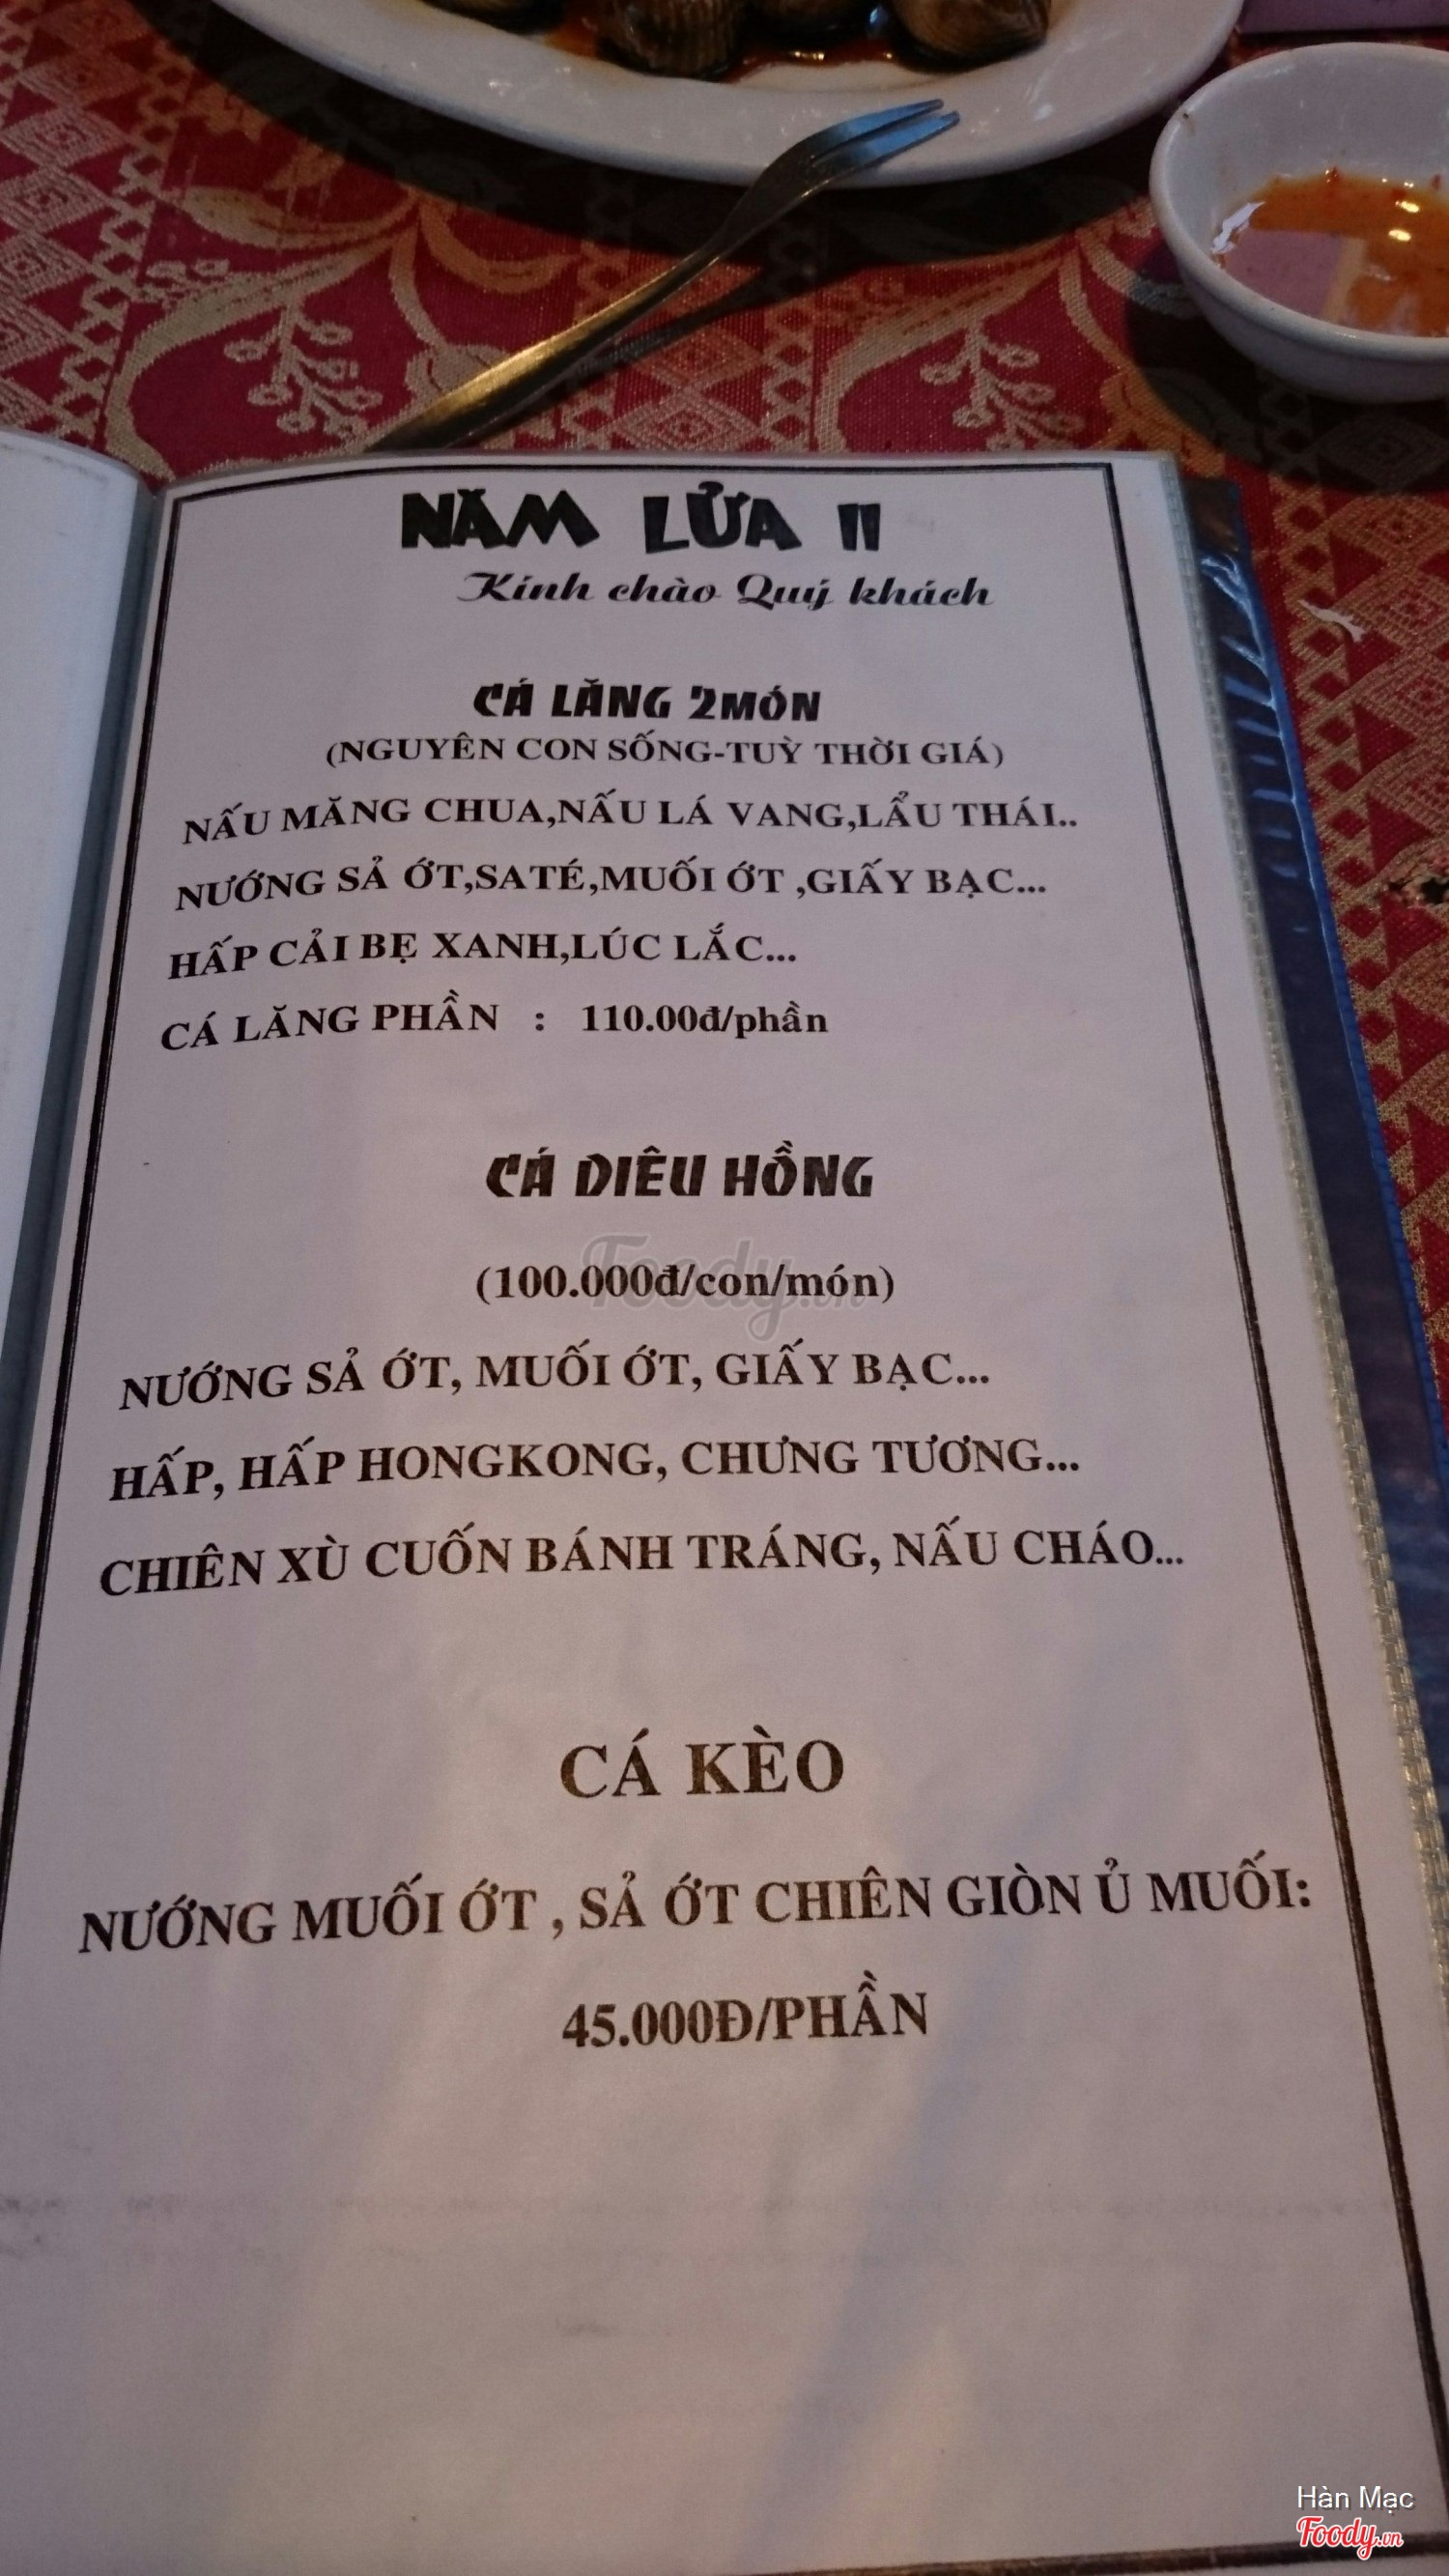 NĂM LỬA II
Kính chào Quý khách
CÁ LĂNG 2MÓN
(NGUYÊN CON SỐNG-TUỲ THỜI GIÁ)
NẤU MĂNG CHUA,NẤU LÁ VANG,LẨU THÁI..
NƯỚNG SẢ ỚT,SATÉ,MUỐI ỚT ,GIẤY BẠC...
HẤP CẢI BẸ XANH,LÚC LẮC...
CÁ LĂNG PHẦN : 110.00đ/phần
CÁ DIÊU HỒNG
(100.000đ/con/món)
Foody.vn
NƯỚNG SẢ ỚT, MUỐI ỚT, GIẤY BẠC...
HẤP, HẤP HONGKONG, CHƯNG TƯƠNG...
CHIÊN XÙ CUỐN BÁNH TRÁNG, NẤU CHÁO...
CÁ KÈO
NƯỚNG MUỐI ỚT , SẢ ỚT CHIÊN GIÒN Ủ MUỐI:
45.000Đ/PHẦN
Hàn Mạc
Foody.vn